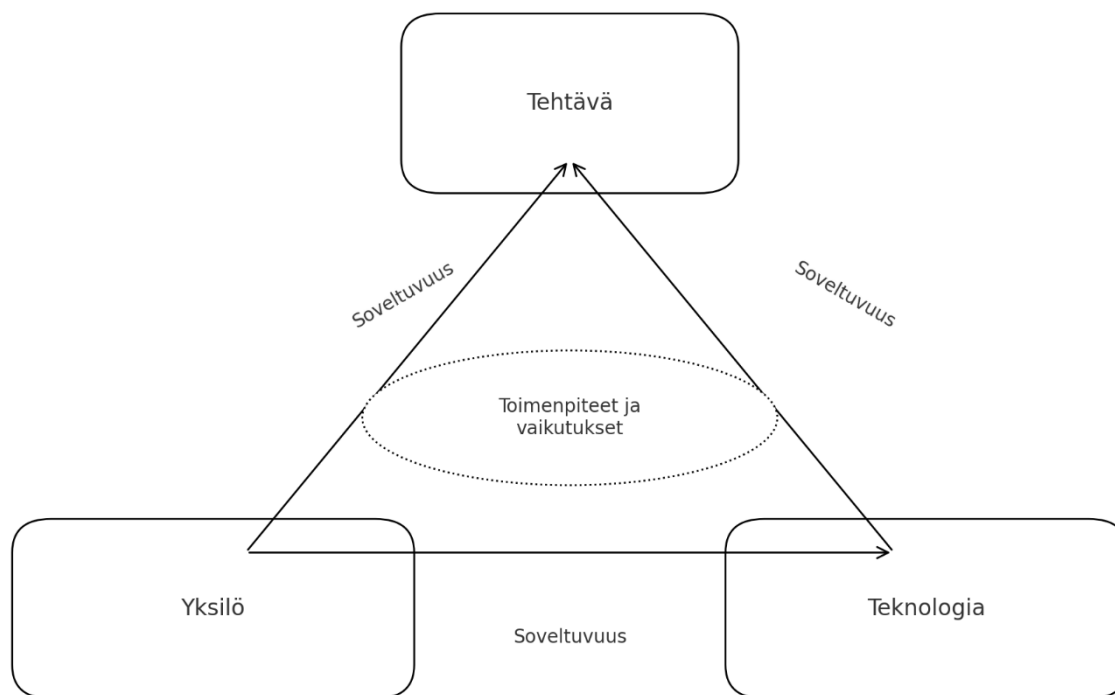 Tehtävä
Soveltuvuus
Soveltuvuus
Toimenpiteet ja
vaikutukset
Yksilö
Teknologia
Soveltuvuus